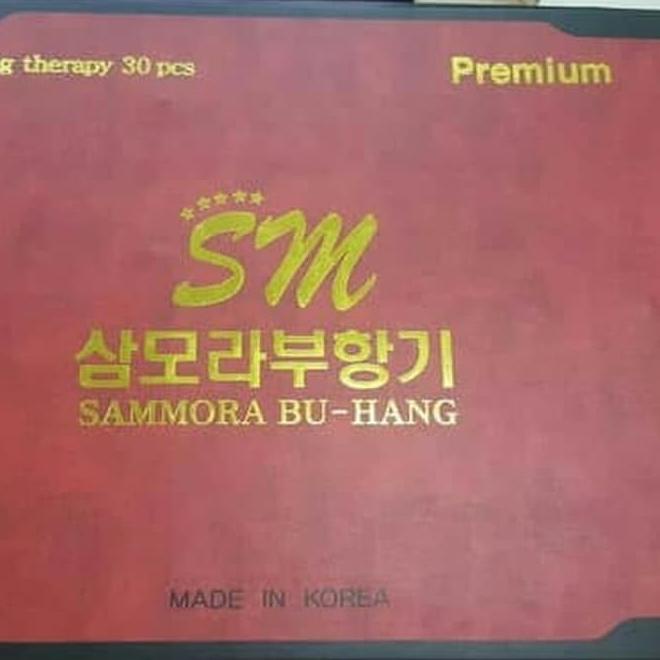 g therapy 30 pcs
Premium
SM
삼모라부항기
SAMMORA BU-HANG
MADE IN KOREA